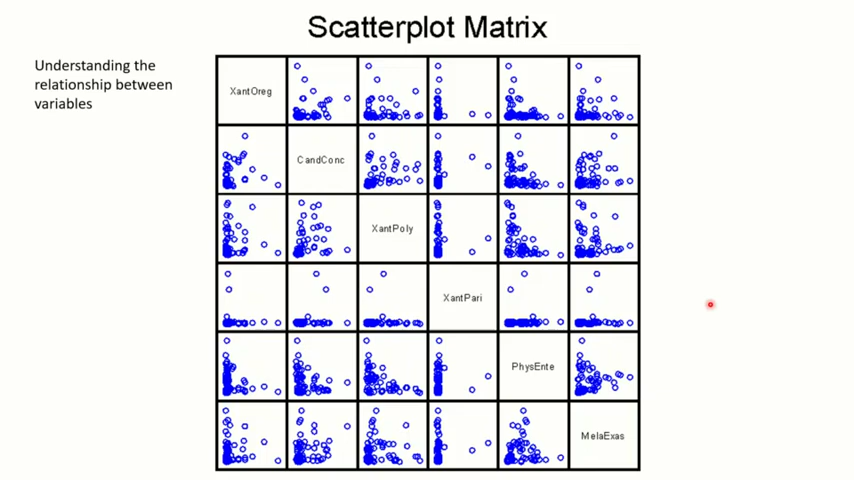 Scatterplot Matrix
Understanding the
relationship between
variables
XantOreg
CandConc
XantPoly
XantPari
PhysEnte
MelaExas